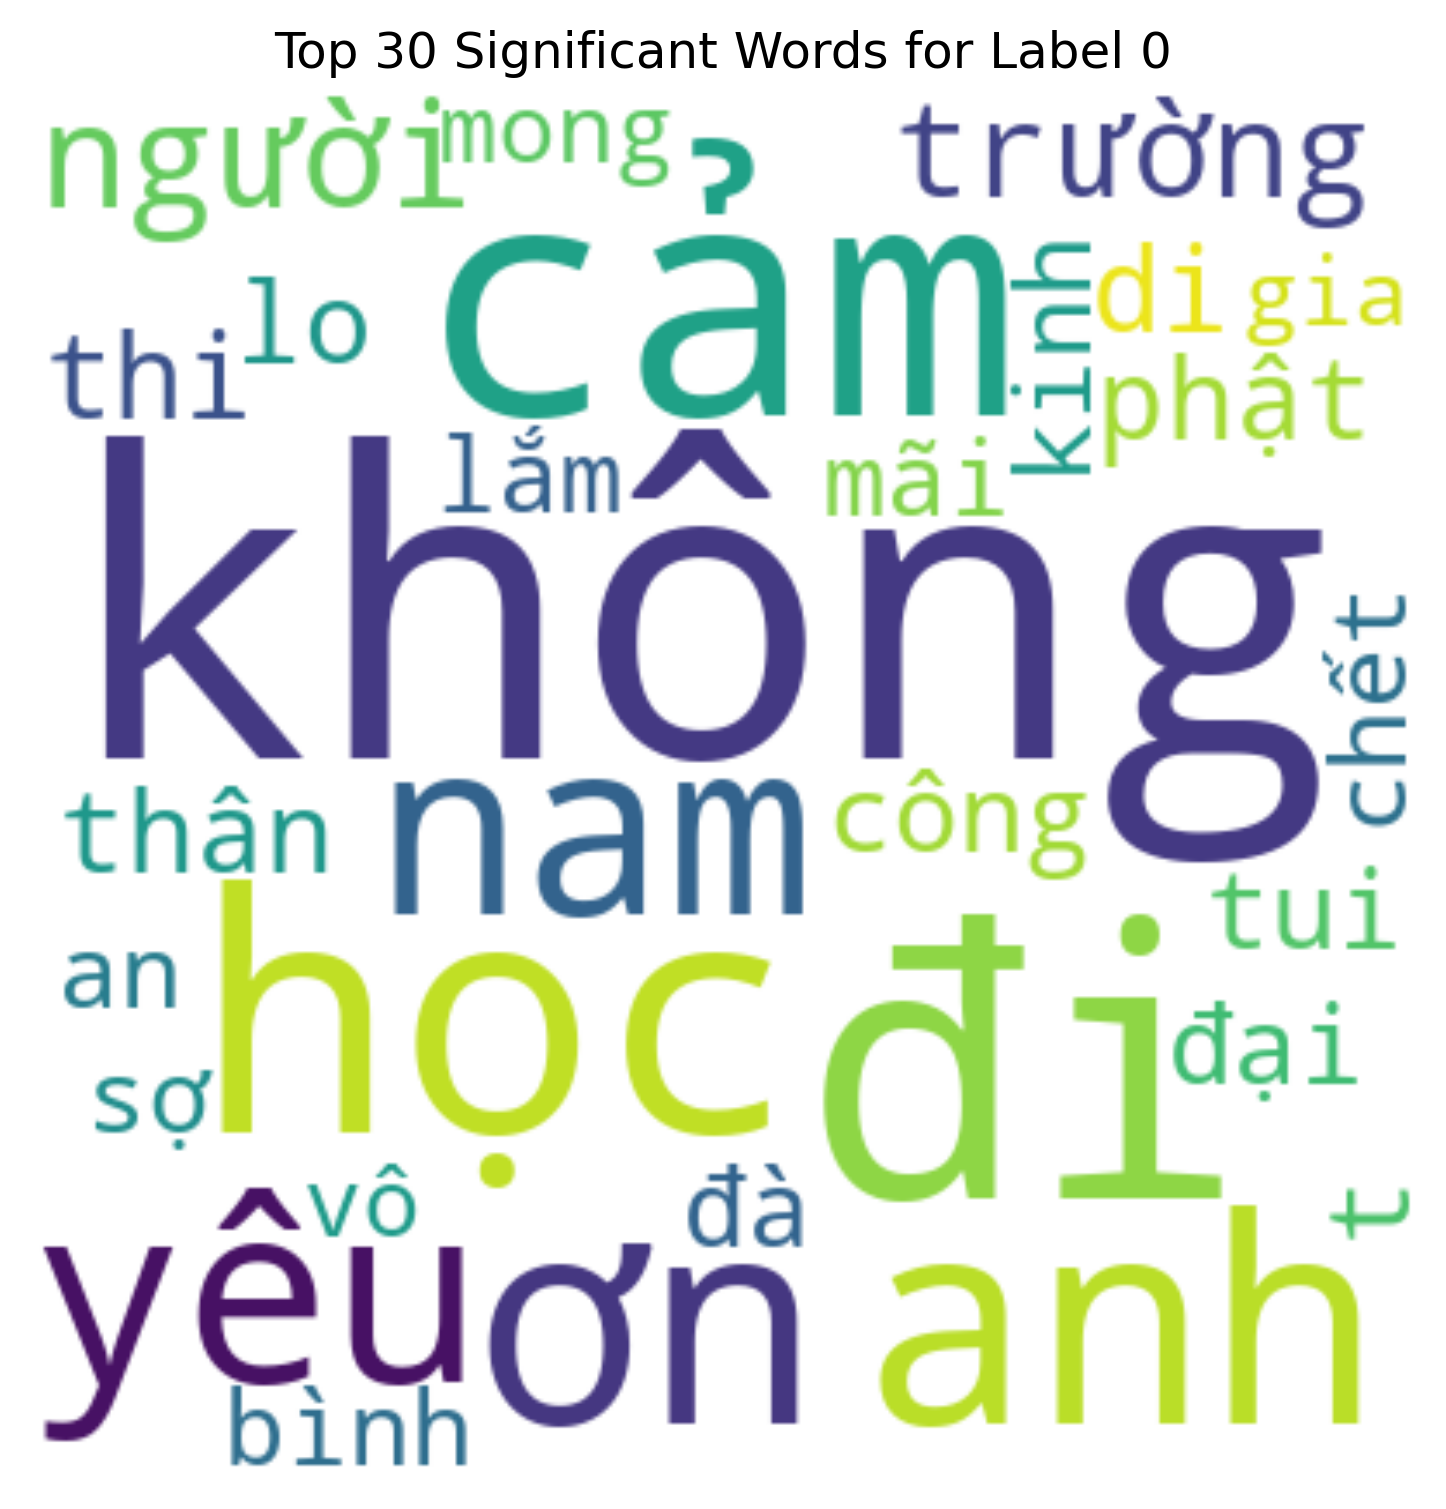 Top 30 Significant Words for Label 0
người
mong
trường
cảm
kinh
di
gia
lo
thi
phật
lắm
mãi
không
chết
thân
nam
công
tui
an
học
đi
đại
sợ
vô
đà
t
yêu
ơn
anh
bình